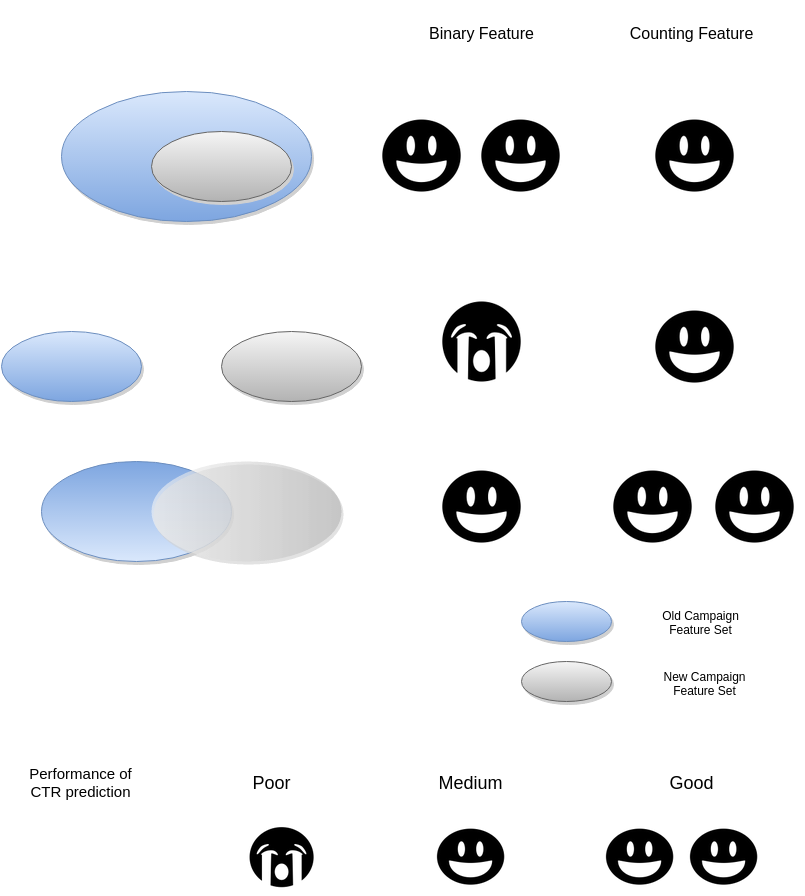 Binary Feature
Counting Feature
Old Campaign
Feature Set
New Campaign
Feature Set
Performance of
CTR prediction
Poor
Medium
Good